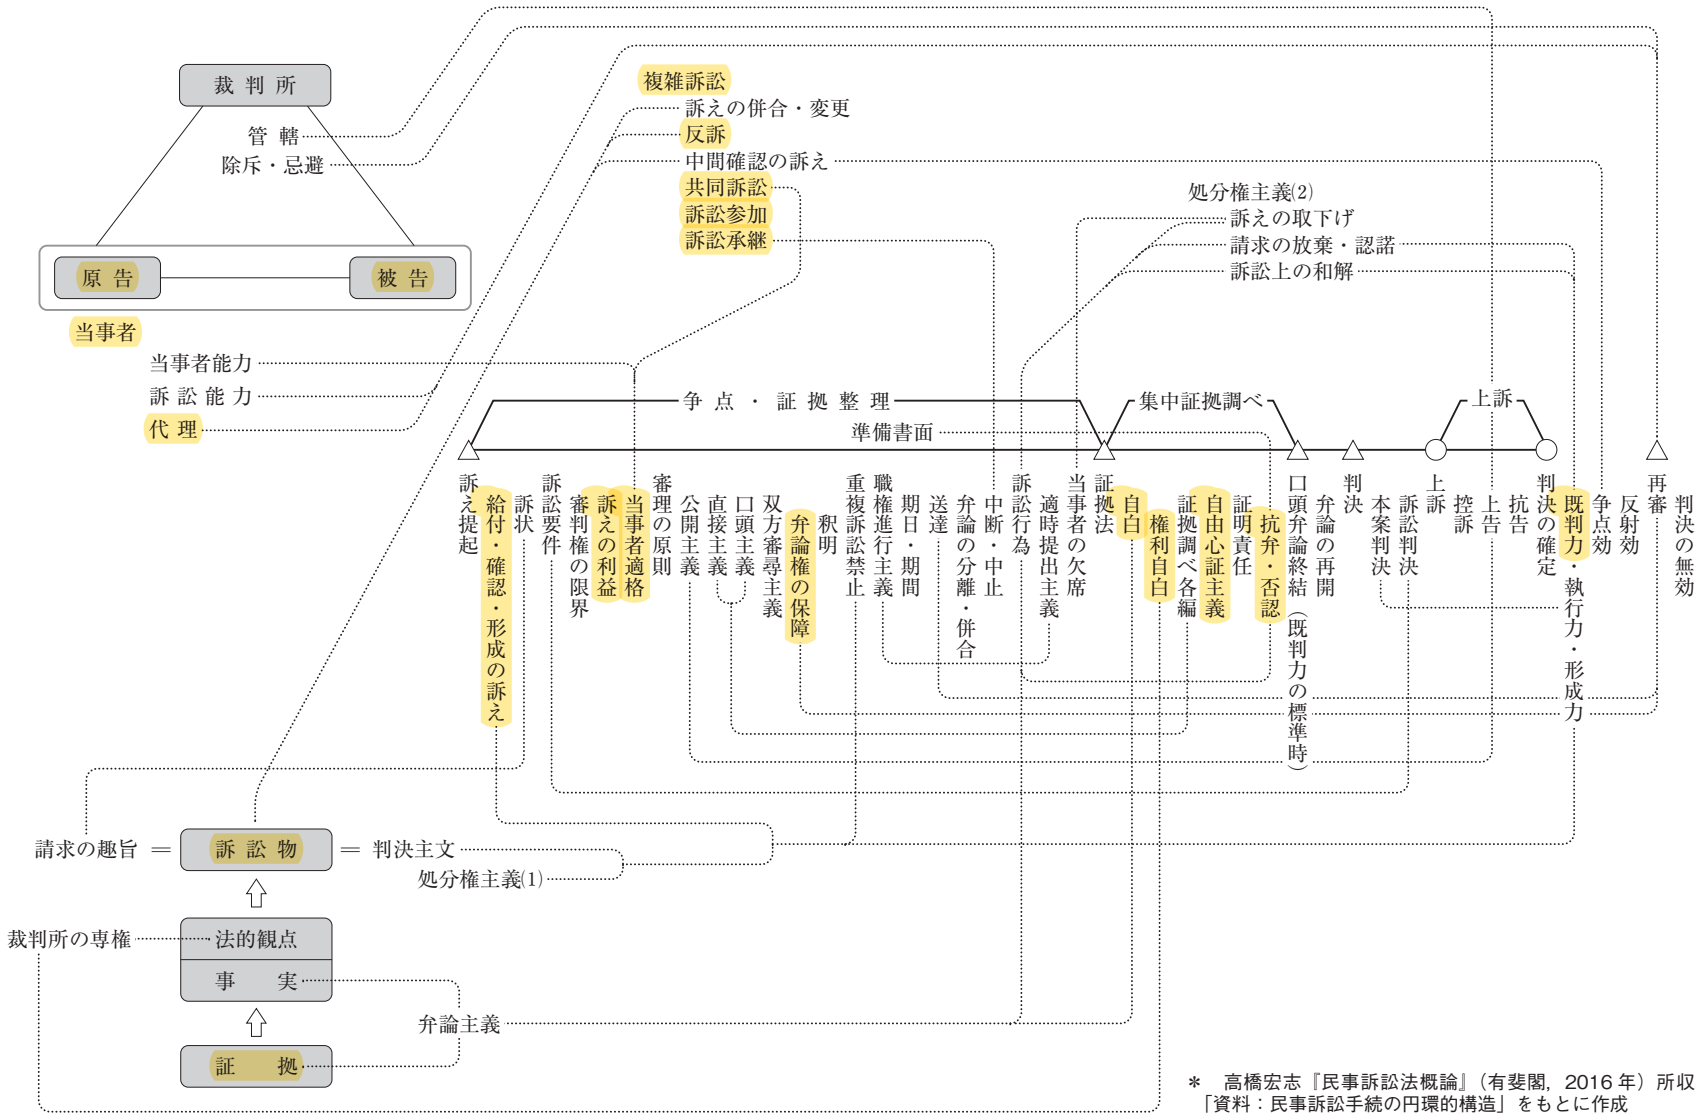 裁判所
管轄
除斥・忌避
原告
被告
当事者
当事者能力
訴訟能力
代理
複雑訴訟
訴えの併合・変更
反訴
中間確認の訴え
共同訴訟
訴訟参加
訴訟承継
処分権主義(2)
訴えの取下げ
請求の放棄・認諾
訴訟上の和解
争点・証拠整理
準備書面
集中証拠調べ
上訴
訴え提起
給付・確認・形成の訴え
訴状
訴訟要件
審判権の限界
訴えの利益
当事者適格
審理の原則
公開主義
直接主義
口頭主義
双方審尋主義
弁論権の保障
釈明
重複訴訟禁止
職権進行主義
期日・期間
送達
弁論の分離・併合
中断・中止
訴訟行為
適時提出主義
当事者の欠席
証拠法
自白
権利自白
証拠調べ各編
自由心証主義
証明責任
抗弁・否認
口頭弁論終結（既判力の標準時）
弁論の再開
判決
本案判決
訴訟判決
上訴
控訴
上告
抗告
判決の確定
既判力・執行力・形成力
争点効
反射効
再審
判決の無効
請求の趣旨 ＝ 訴訟物 ＝ 判決主文
処分権主義(1)
裁判所の専権
法的観点
事実
弁論主義
証拠
＊ 高橋宏志『民事訴訟法概論』（有斐閣，2016年）所収
「資料：民事訴訟手続の円環的構造」をもとに作成